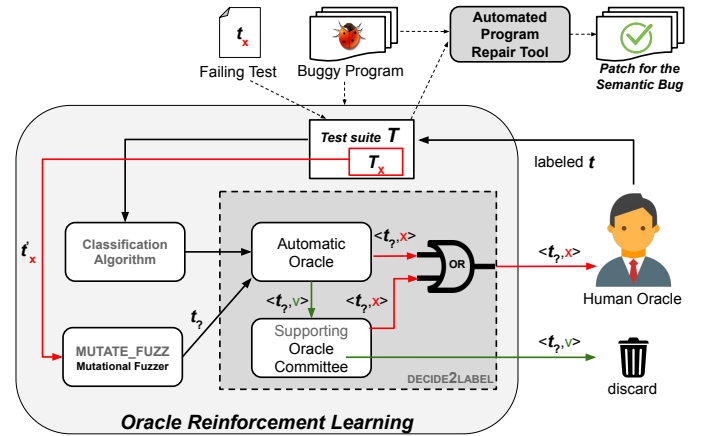 t x
Failing Test
Buggy Program
Automated
Program
Repair Tool
Patch for the
Semantic Bug
Test suite T
T x
labeled t
t' x
Classification
Algorithm
Automatic
Oracle
<t?,x>
OR
<t?,x>
Human Oracle
<t?,v>
<t?,x>
t?
MUTATE_FUZZ
Mutational Fuzzer
Supporting
Oracle
Committee
<t?,v>
discard
DECIDE2LABEL
Oracle Reinforcement Learning